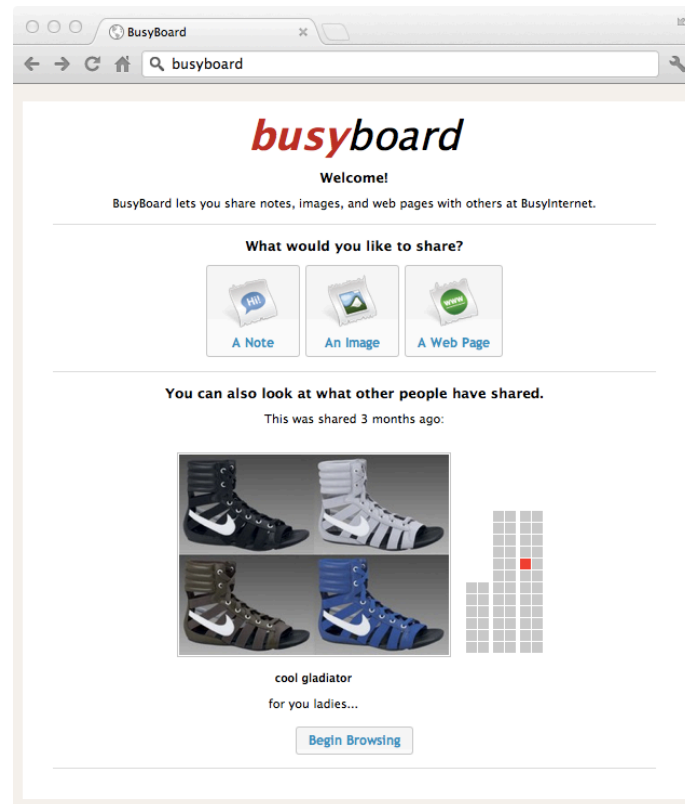 BusyBoard
busyboard
busyboard
Welcome!
BusyBoard lets you share notes, images, and web pages with others at BusyInternet.
What would you like to share?
Hi!
www
A Note
An Image
A Web Page
You can also look at what other people have shared.
This was shared 3 months ago:
cool gladiator
for you ladies...
Begin Browsing